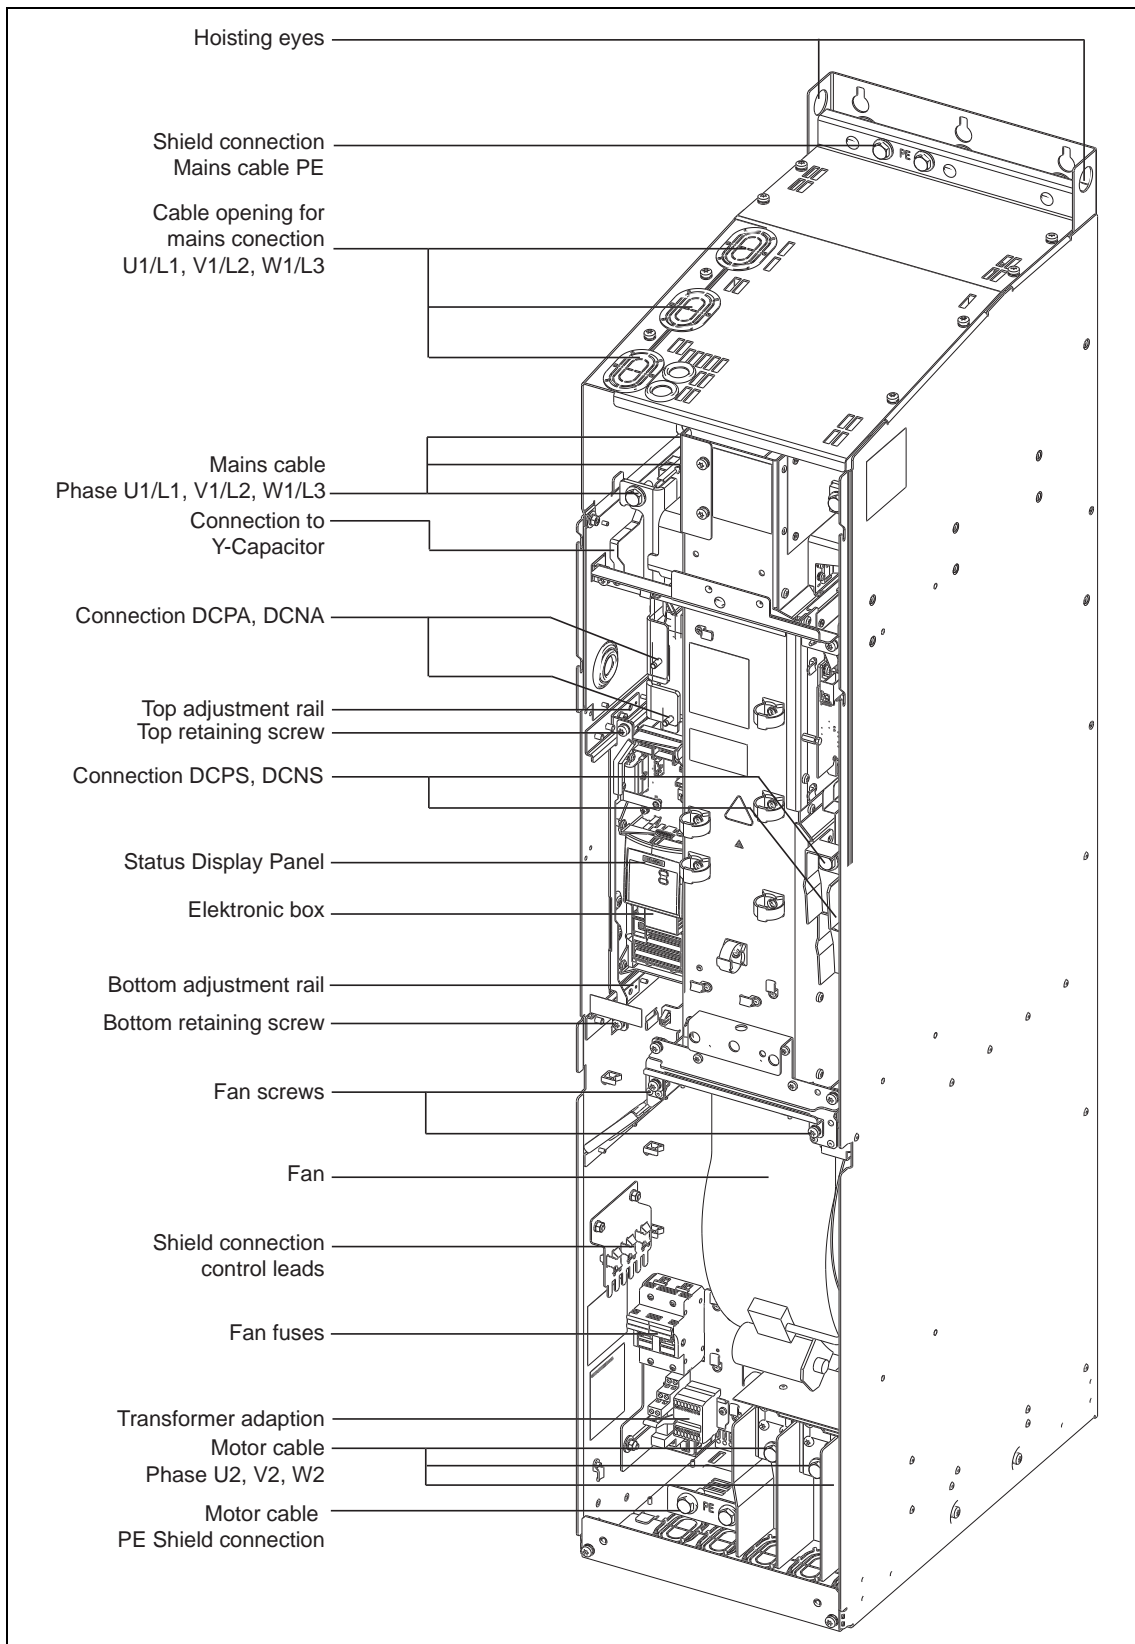 Hoisting eyes
Shield connection
Mains cable PE
PE
Cable opening for
mains conection
U1/L1, V1/L2, W1/L3
Mains cable
Phase U1/L1, V1/L2, W1/L3
Connection to
Y-Capacitor
Connection DCPA, DCNA
Top adjustment rail
Top retaining screw
Connection DCPS, DCNS
Status Display Panel
Elektronic box
Bottom adjustment rail
Bottom retaining screw
Fan screws
Fan
Shield connection
control leads
Fan fuses
Transformer adaption
Motor cable
Phase U2, V2, W2
Motor cable
PE Shield connection
PE